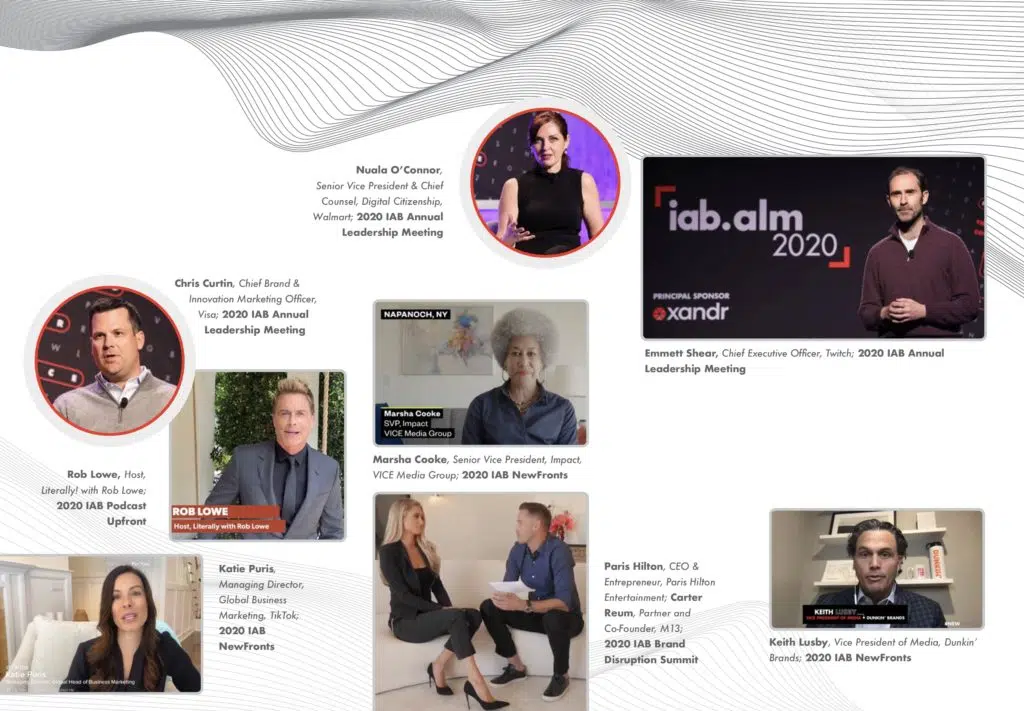 Nuala O’Connor,
Senior Vice President & Chief
Counsel, Digital Citizenship,
Walmart; 2020 IAB Annual
Leadership Meeting
iab.alm
2020
PRINCIPAL SPONSOR
xandr
Emmett Shear, Chief Executive Officer, Twitch; 2020 IAB Annual
Leadership Meeting
Chris Curtin, Chief Brand &
Innovation Marketing Officer,
Visa; 2020 IAB Annual
Leadership Meeting
NAPANOCH, NY
Marsha Cooke
SVP, Impact
VICE Media Group
Marsha Cooke, Senior Vice President, Impact,
VICE Media Group; 2020 IAB NewFronts
Rob Lowe, Host,
Literally! with Rob Lowe;
2020 IAB Podcast
Upfront
ROB LOWE
Host, Literally with Rob Lowe
Katie Puris
Head of Business Marketing
Katie Puris,
Managing Director,
Global Business
Marketing, TikTok;
2020 IAB
NewFronts
Paris Hilton, CEO &
Entrepreneur, Paris Hilton
Entertainment; Carter
Reum, Partner and
Co-Founder, M13;
2020 IAB Brand
Disruption Summit
DUNKIN'
KEITH LUSBY
VICE PRESIDENT OF MEDIA • DUNKIN' BRANDS
Keith Lusby, Vice President of Media, Dunkin’
Brands; 2020 IAB NewFronts